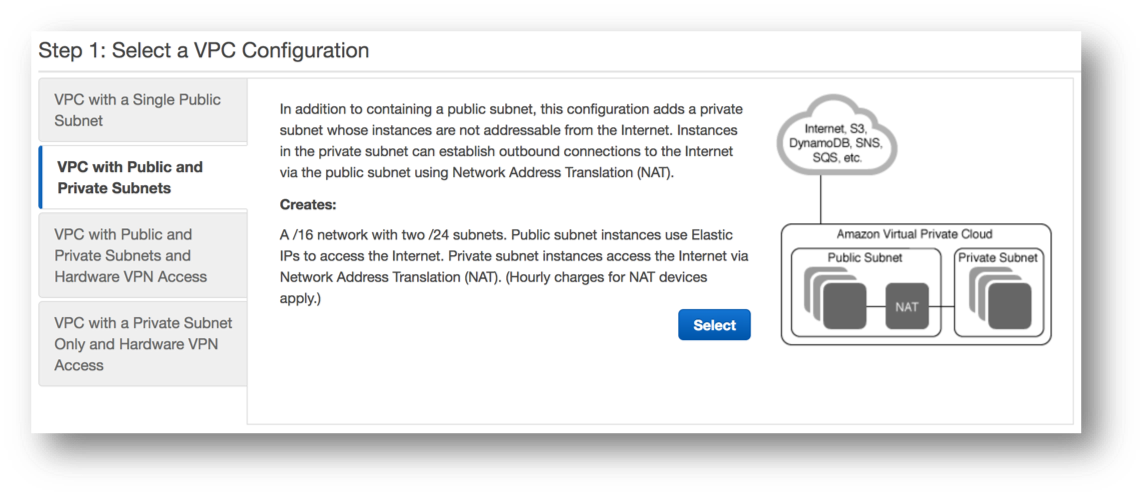 Step 1: Select a VPC Configuration
VPC with a Single Public
Subnet
VPC with Public and
Private Subnets
VPC with Public and
Private Subnets and
Hardware VPN Access
VPC with a Private Subnet
Only and Hardware VPN
Access
In addition to containing a public subnet, this configuration adds a private
subnet whose instances are not addressable from the Internet. Instances
in the private subnet can establish outbound connections to the Internet
via the public subnet using Network Address Translation (NAT).
Creates:
A /16 network with two /24 subnets. Public subnet instances use Elastic
IPs to access the Internet. Private subnet instances access the Internet via
Network Address Translation (NAT). (Hourly charges for NAT devices
apply.)
Select
Internet, S3,
DynamoDB, SNS,
SQS, etc.
Amazon Virtual Private Cloud
Public Subnet
Private Subnet
NAT